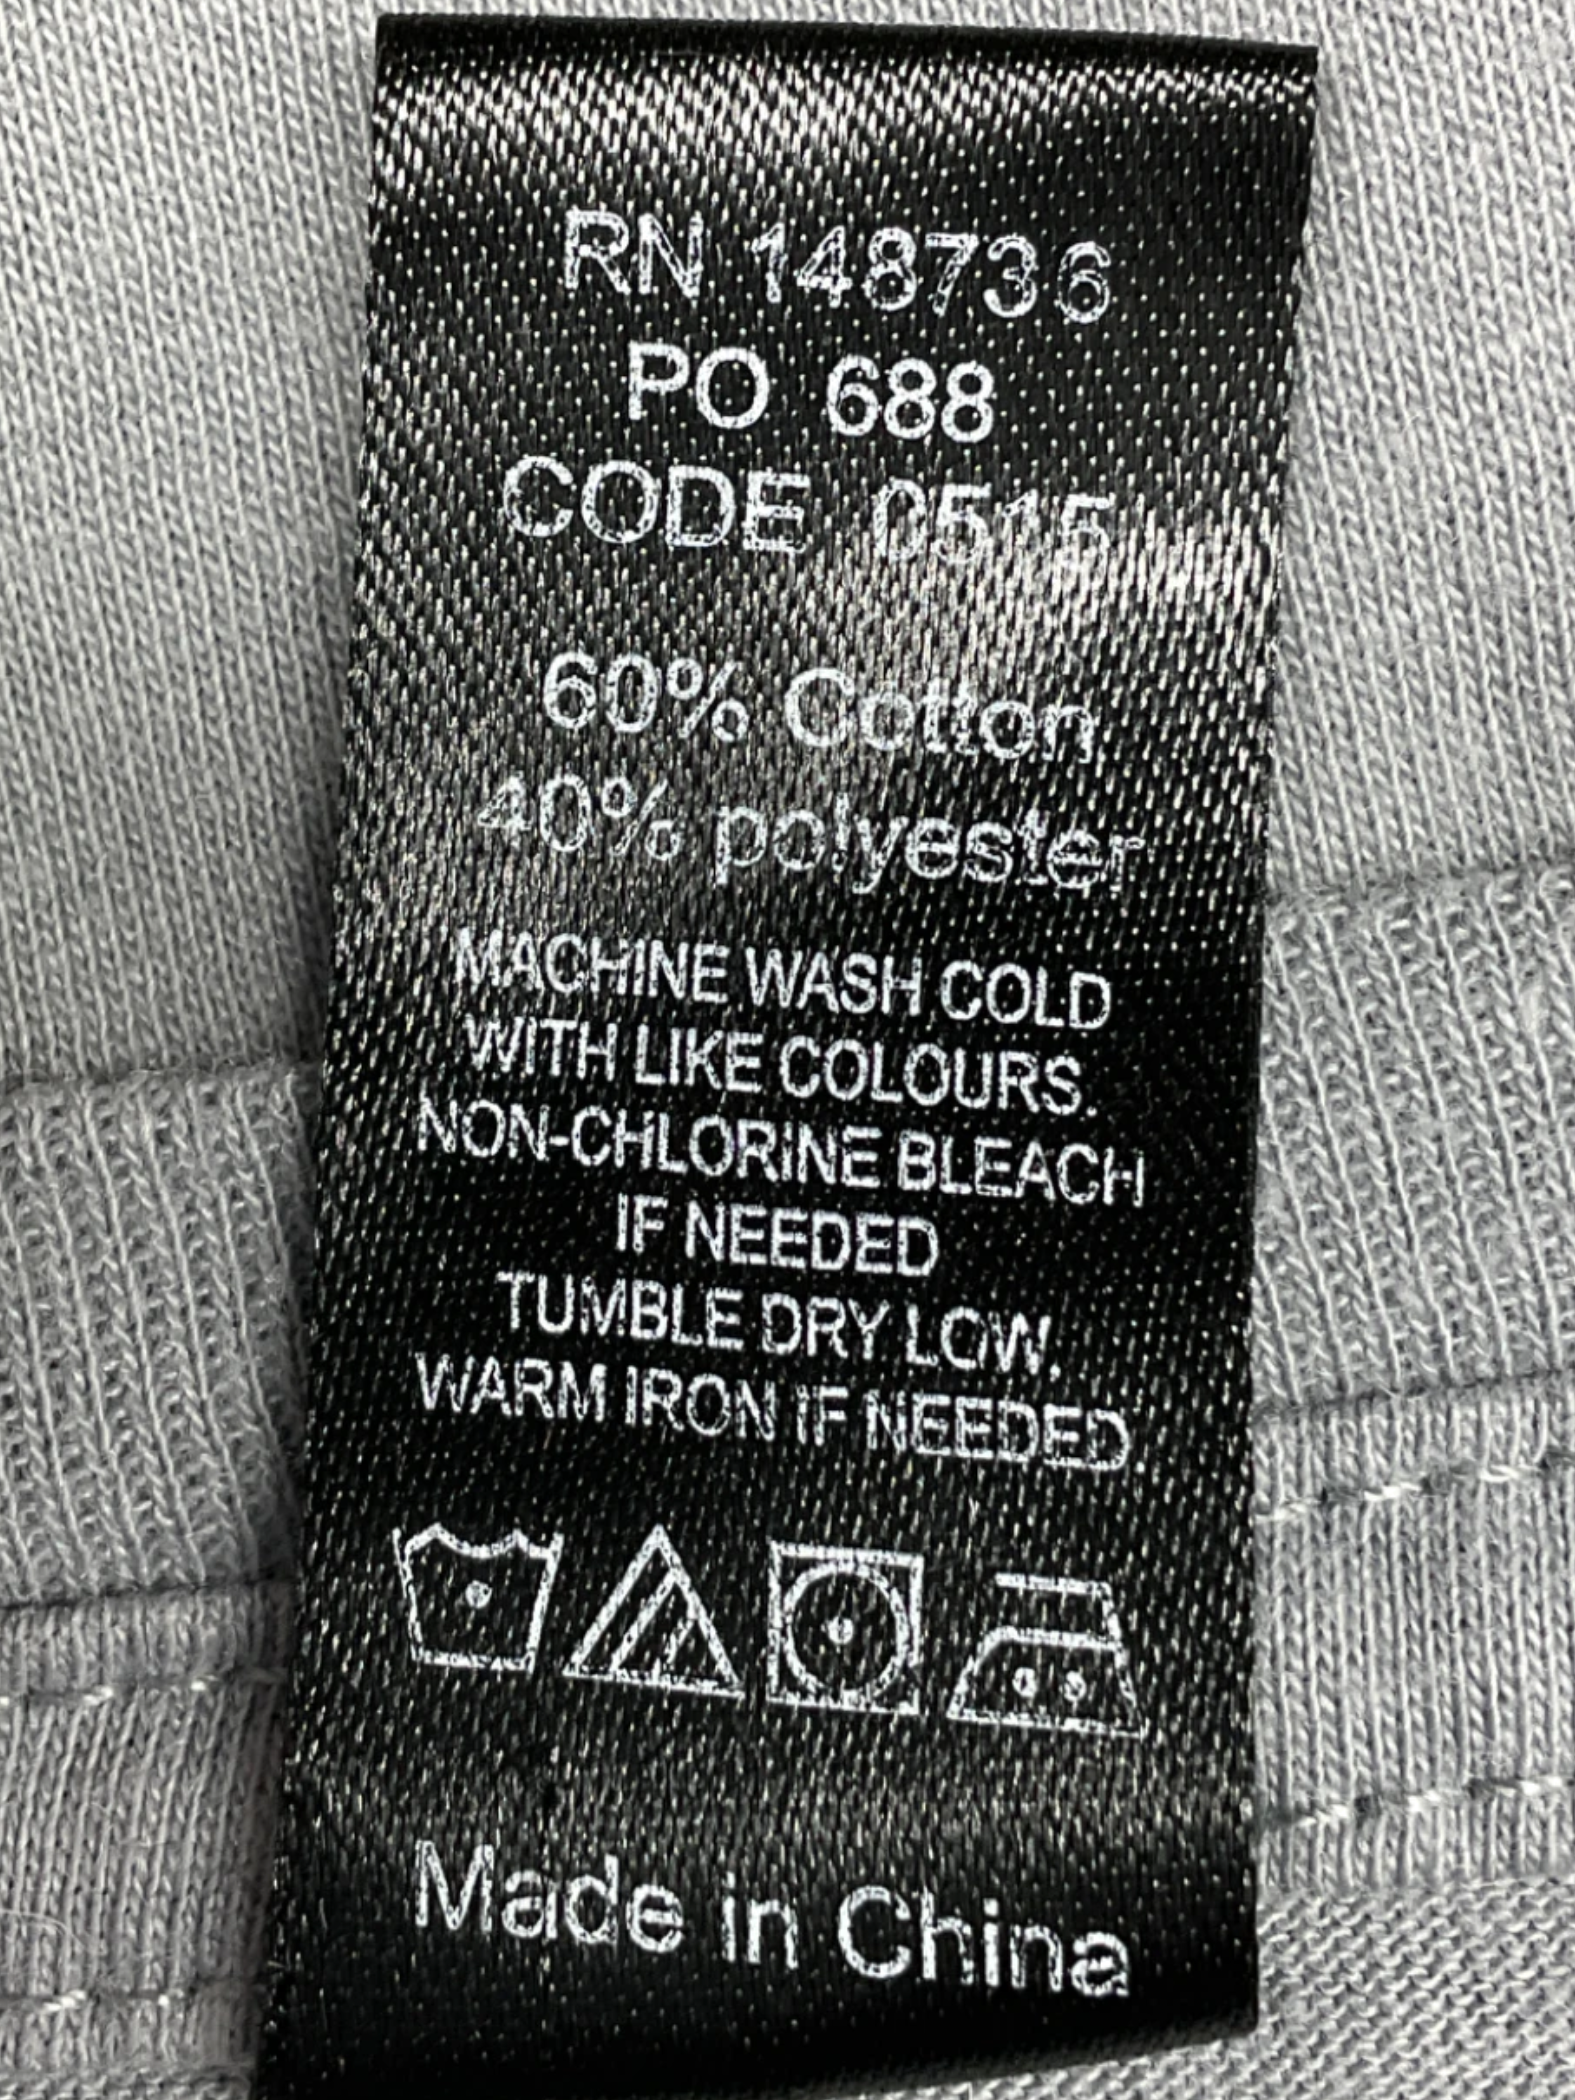 RN 148736
PO 688
CODE 0515
60% Cotton
40% polyester
MACHINE WASH COLD
WITH LIKE COLOURS.
NON-CHLORINE BLEACH
IF NEEDED
TUMBLE DRY LOW,
WARM IRON IF NEEDED.
Made in China